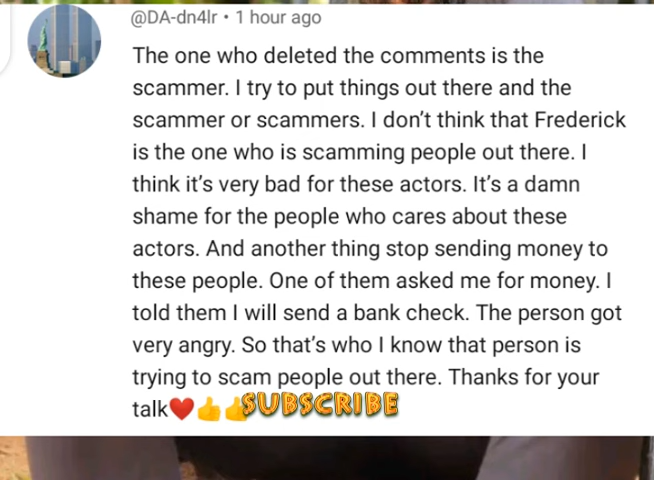 @DA-dn4lr • 1 hour ago
The one who deleted the comments is the
scammer. I try to put things out there and the
scammer or scammers. I don’t think that Frederick
is the one who is scamming people out there. I
think it’s very bad for these actors. It’s a damn
shame for the people who cares about these
actors. And another thing stop sending money to
these people. One of them asked me for money. I
told them I will send a bank check. The person got
very angry. So that’s who I know that person is
trying to scam people out there. Thanks for your
talk❤️👍👍SUBSCRIBE